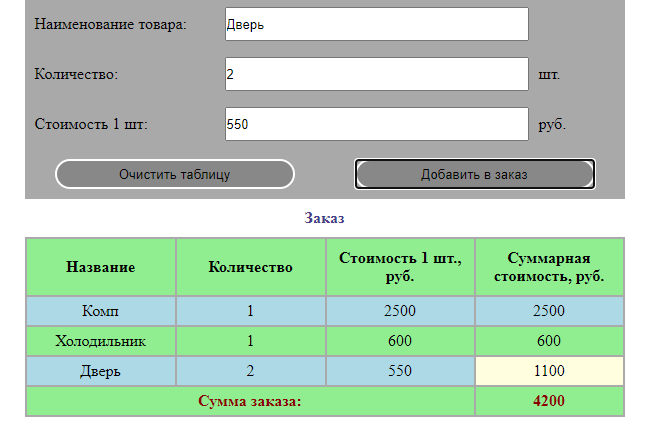 Наименование товара: Дверь
Количество: 2 шт.
Стоимость 1 шт: 550 руб.
Очистить таблицу Добавить в заказ
Заказ
Название Количество Стоимость 1 шт., руб. Суммарная стоимость, руб.
Комп 1 2500 2500
Холодильник 1 600 600
Дверь 2 550 1100
Сумма заказа: 4200